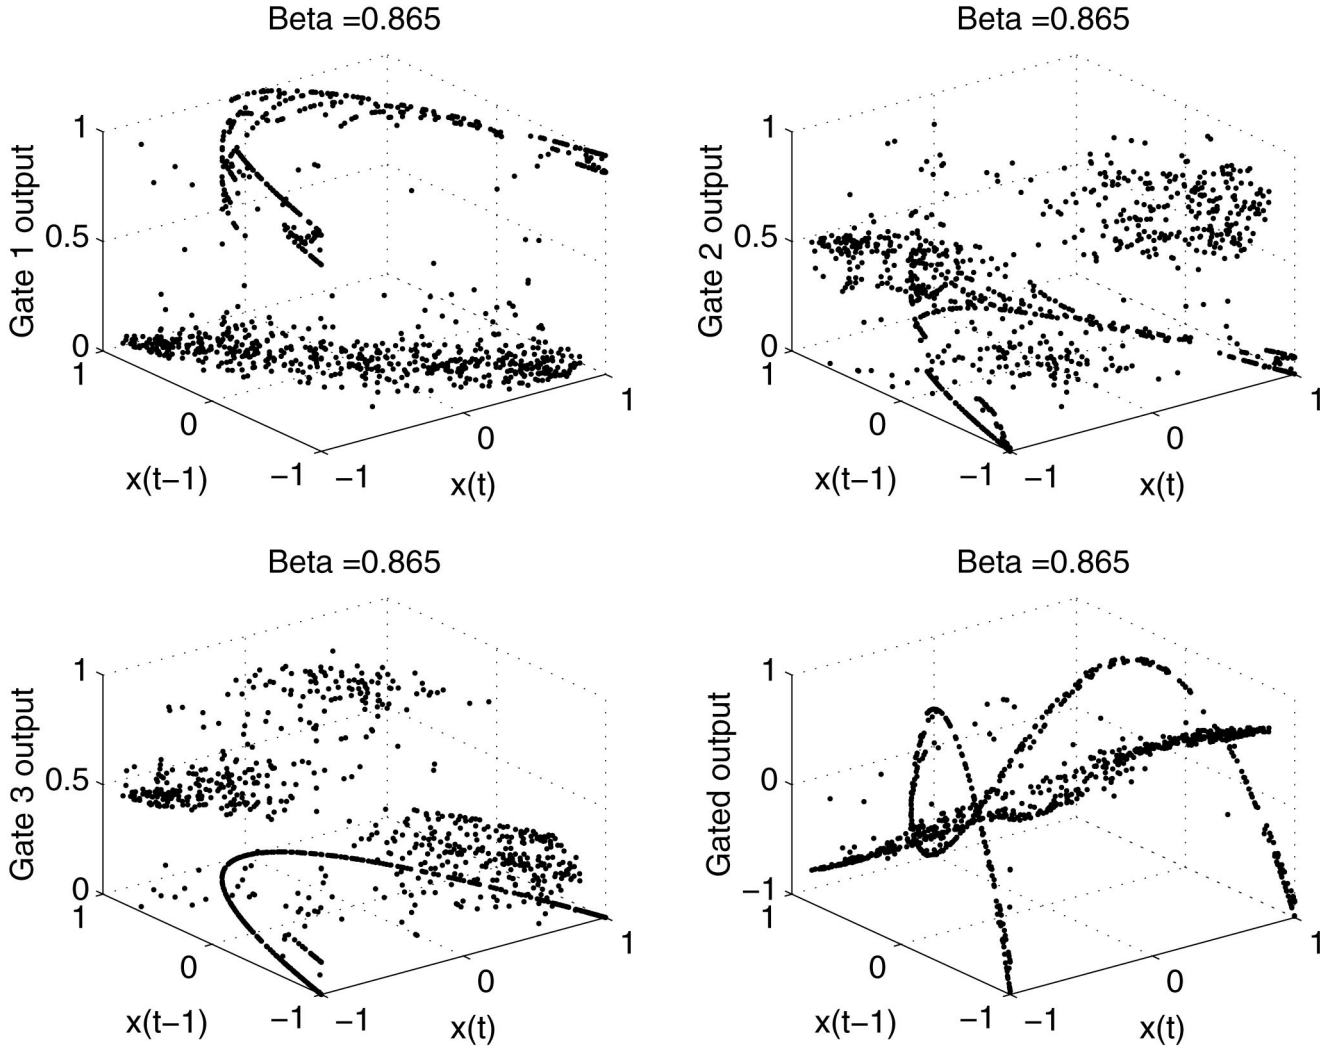 Beta =0.865
Gate 1 output
1
0.5
0
1
0
−1
x(t−1)
−1
0
1
x(t)
Beta =0.865
Gate 2 output
1
0.5
0
1
0
−1
x(t−1)
−1
0
1
x(t)
Beta =0.865
Gate 3 output
1
0.5
0
1
0
−1
x(t−1)
−1
0
1
x(t)
Beta =0.865
Gated output
1
0
−1
1
0
−1
x(t−1)
−1
0
1
x(t)